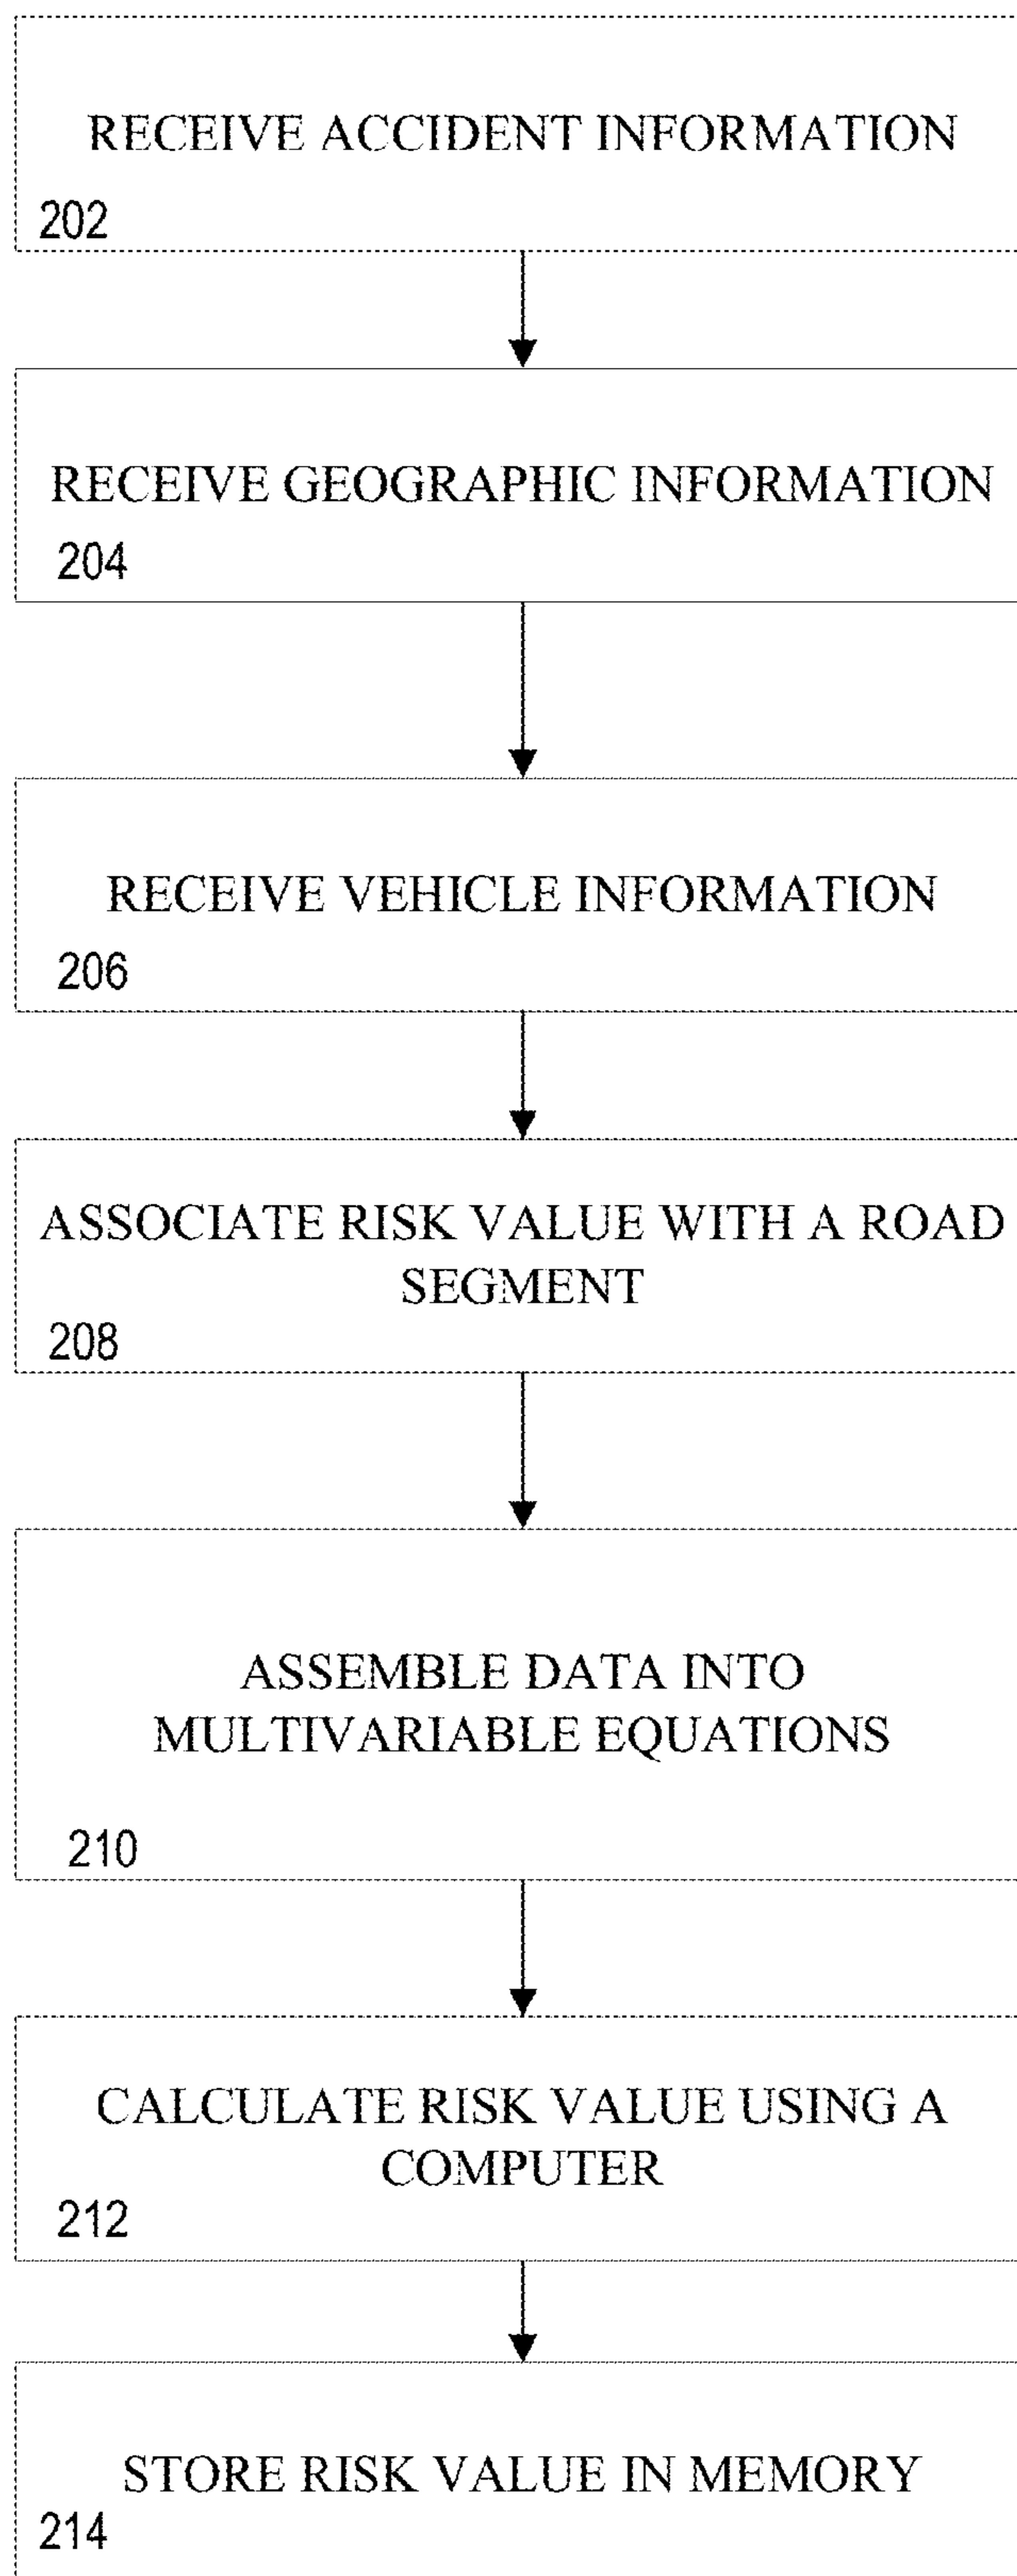 RECEIVE ACCIDENT INFORMATION
202
RECEIVE GEOGRAPHIC INFORMATION
204
RECEIVE VEHICLE INFORMATION
206
ASSOCIATE RISK VALUE WITH A ROAD
SEGMENT
208
ASSEMBLE DATA INTO
MULTIVARIABLE EQUATIONS
210
CALCULATE RISK VALUE USING A
COMPUTER
212
STORE RISK VALUE IN MEMORY
214